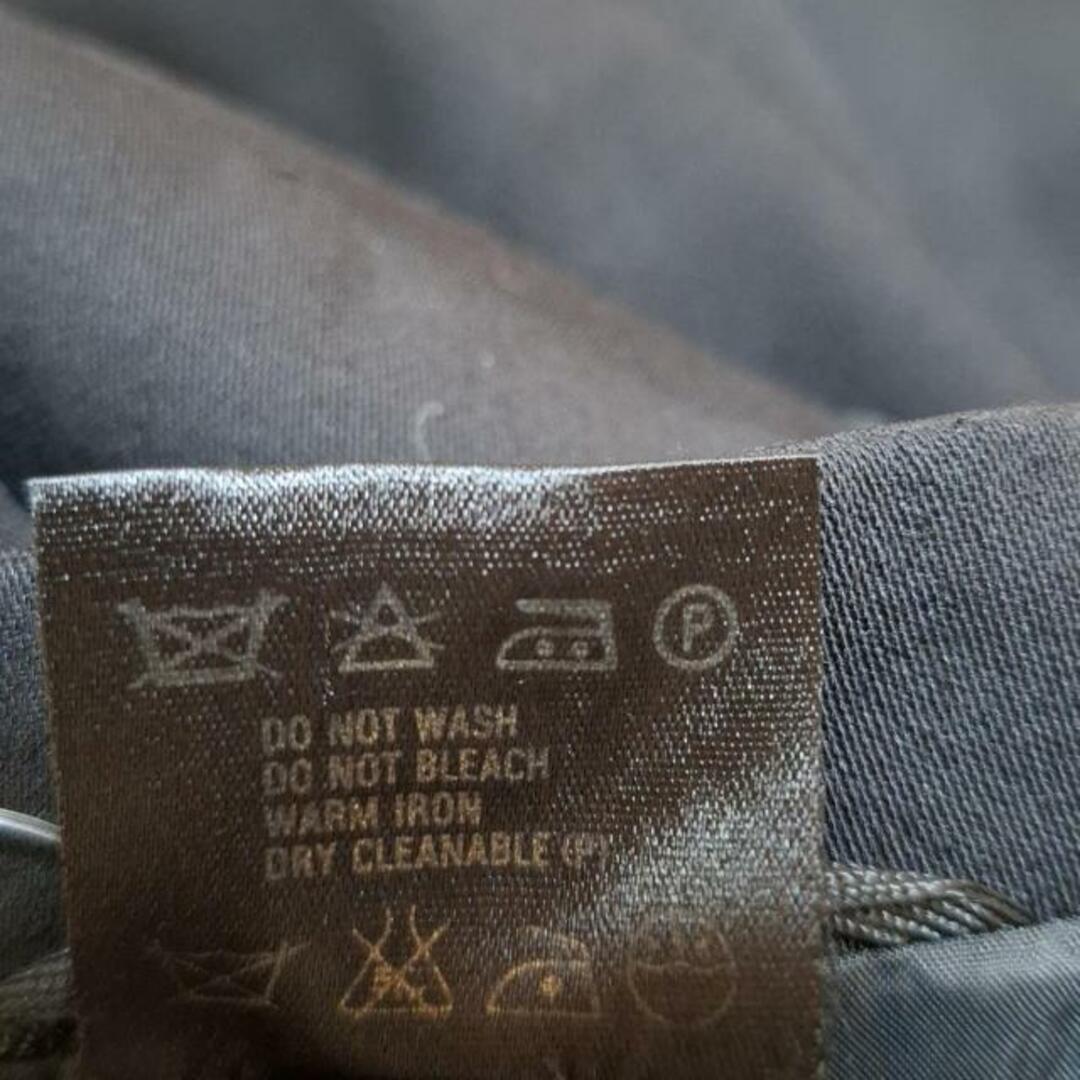 P
DO NOT WASH
DO NOT BLEACH
WARM IRON
DRY CLEANABLE (P)